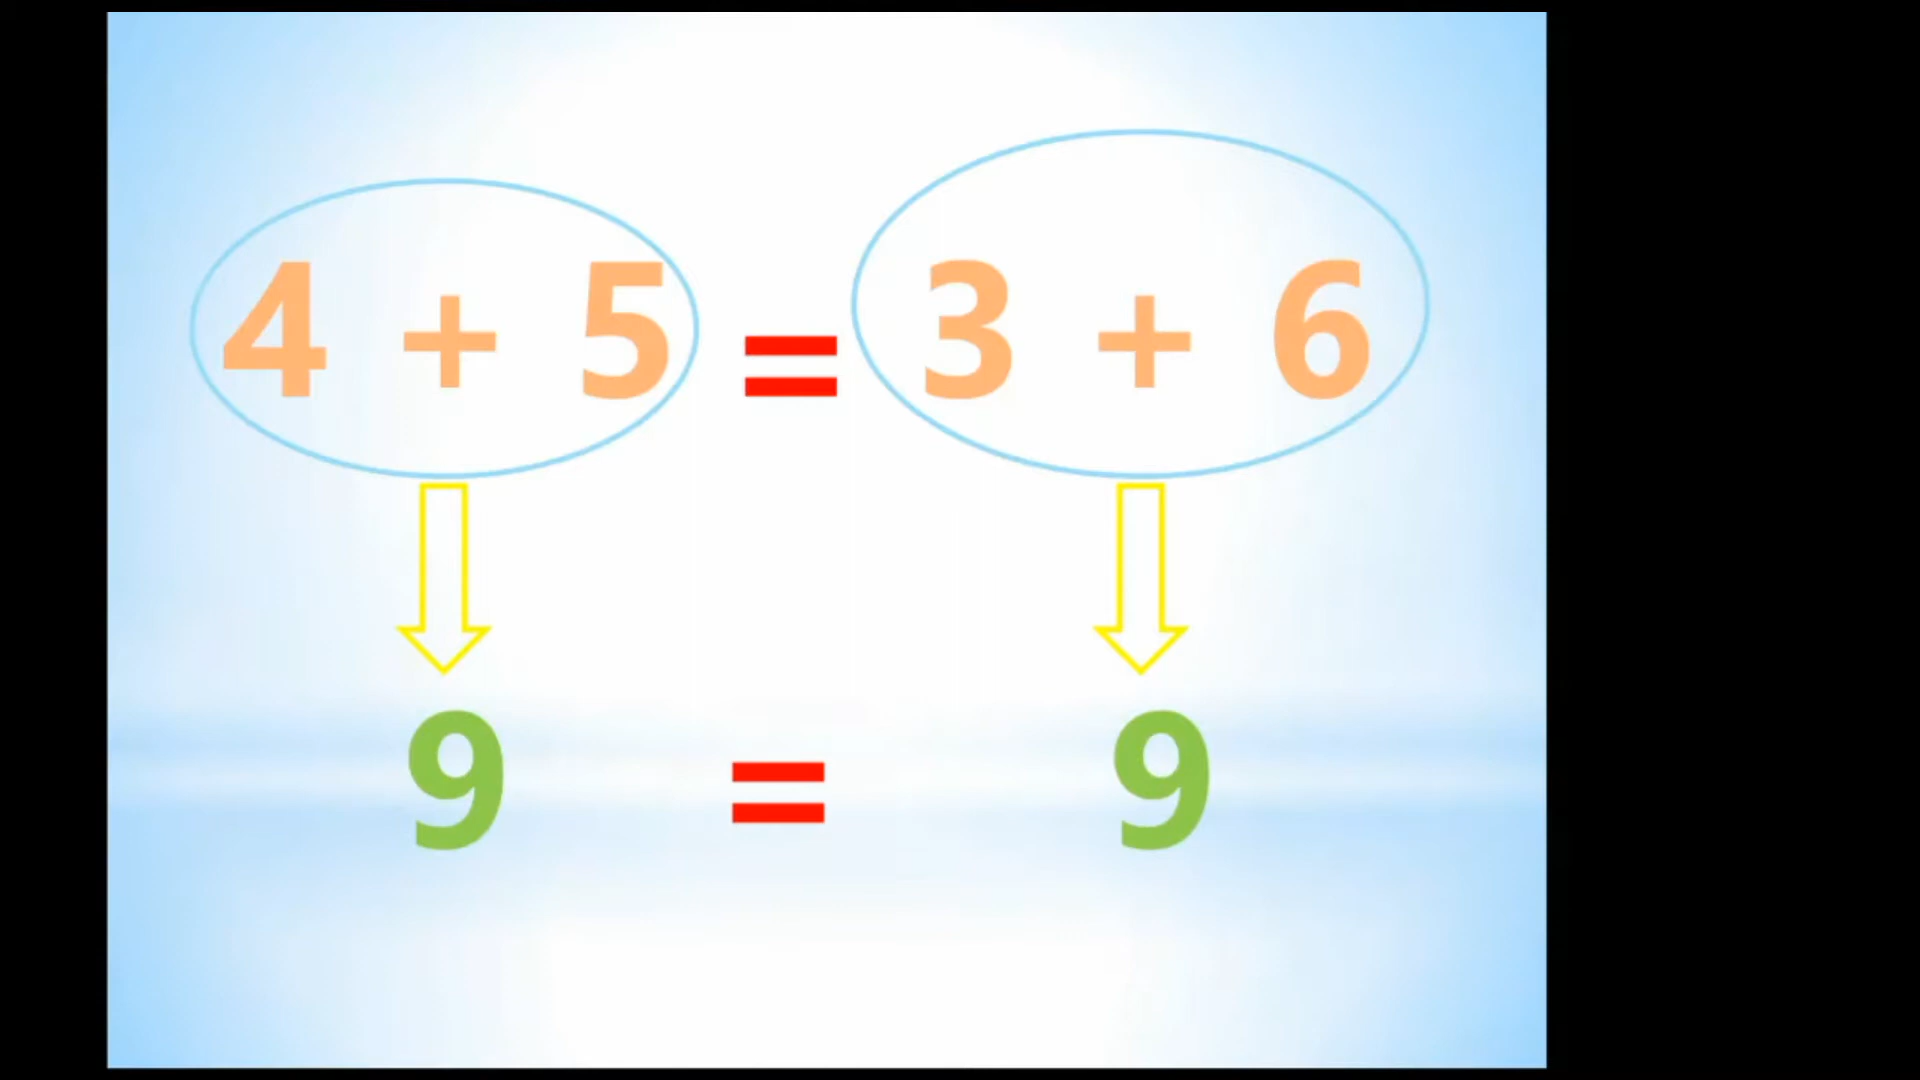 4 + 5 = 3 + 6
9 = 9